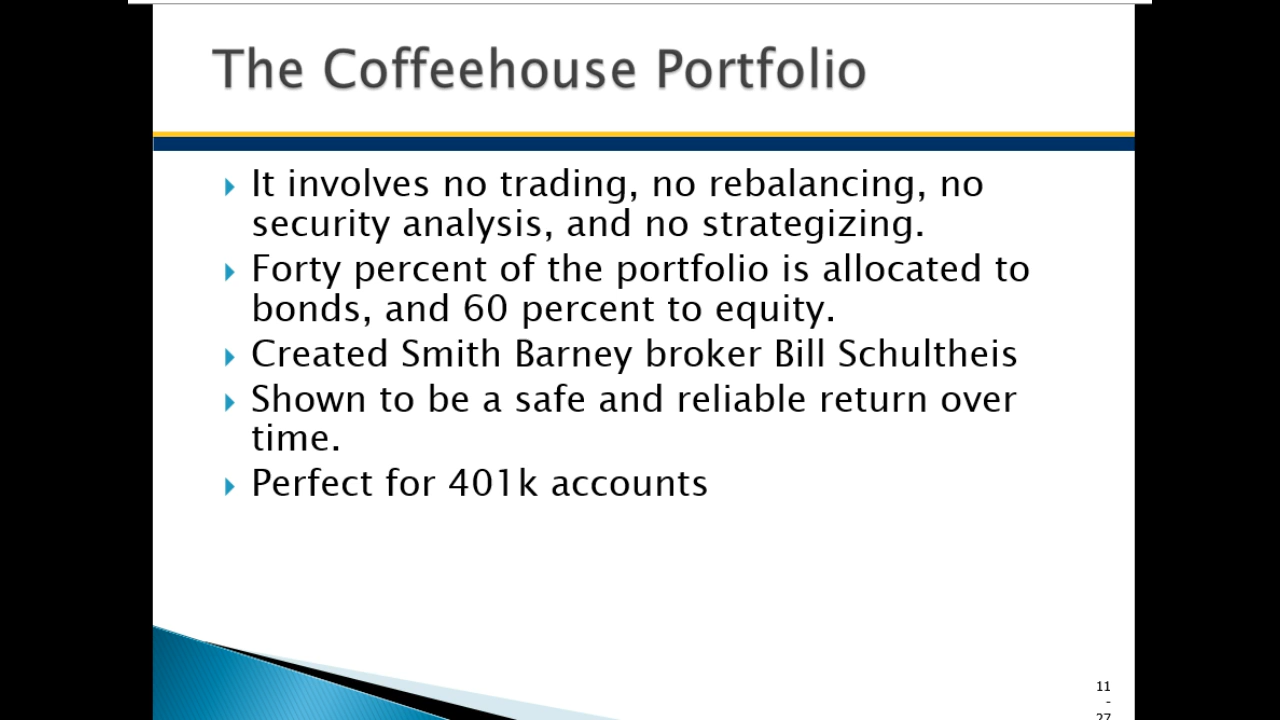 The Coffeehouse Portfolio
It involves no trading, no rebalancing, no
security analysis, and no strategizing.
Forty percent of the portfolio is allocated to
bonds, and 60 percent to equity.
Created Smith Barney broker Bill Schultheis
Shown to be a safe and reliable return over
time.
Perfect for 401k accounts
11
-
27